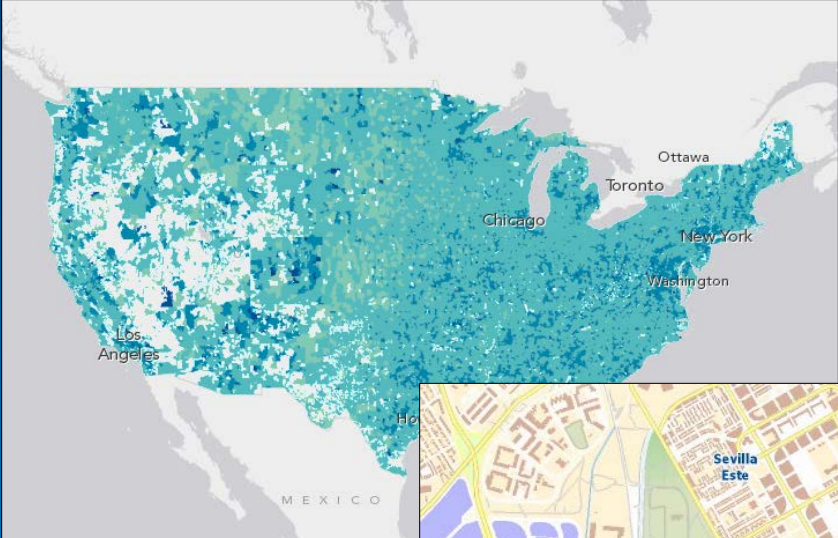 Ottawa
Toronto
Chicago
New York
Washington
Los
Angeles
MEXICO
Sevilla
Este